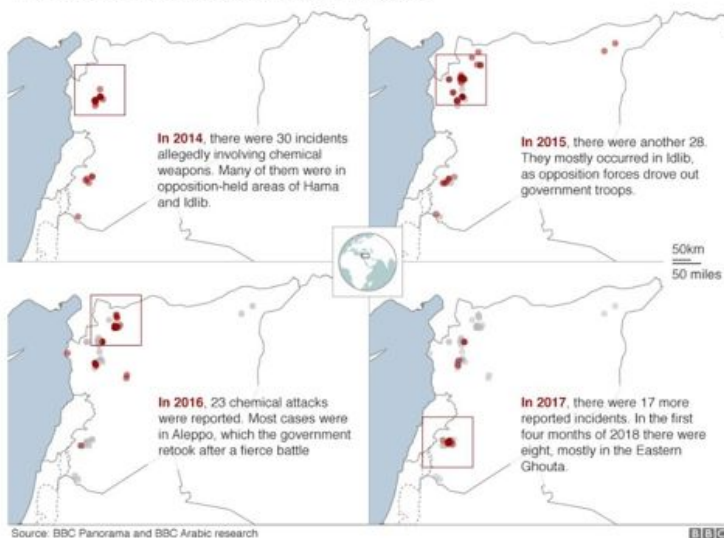 In 2014, there were 30 incidents
allegedly involving chemical
weapons. Many of them were in
opposition-held areas of Hama
and Idlib.
In 2015, there were another 28.
They mostly occurred in Idlib,
as opposition forces drove out
government troops.
50km
50 miles
In 2016, 23 chemical attacks
were reported. Most cases were
in Aleppo, which the government
retook after a fierce battle
In 2017, there were 17 more
reported incidents. In the first
four months of 2018 there were
eight, mostly in the Eastern
Ghouta.
Source: BBC Panorama and BBC Arabic research
BBC